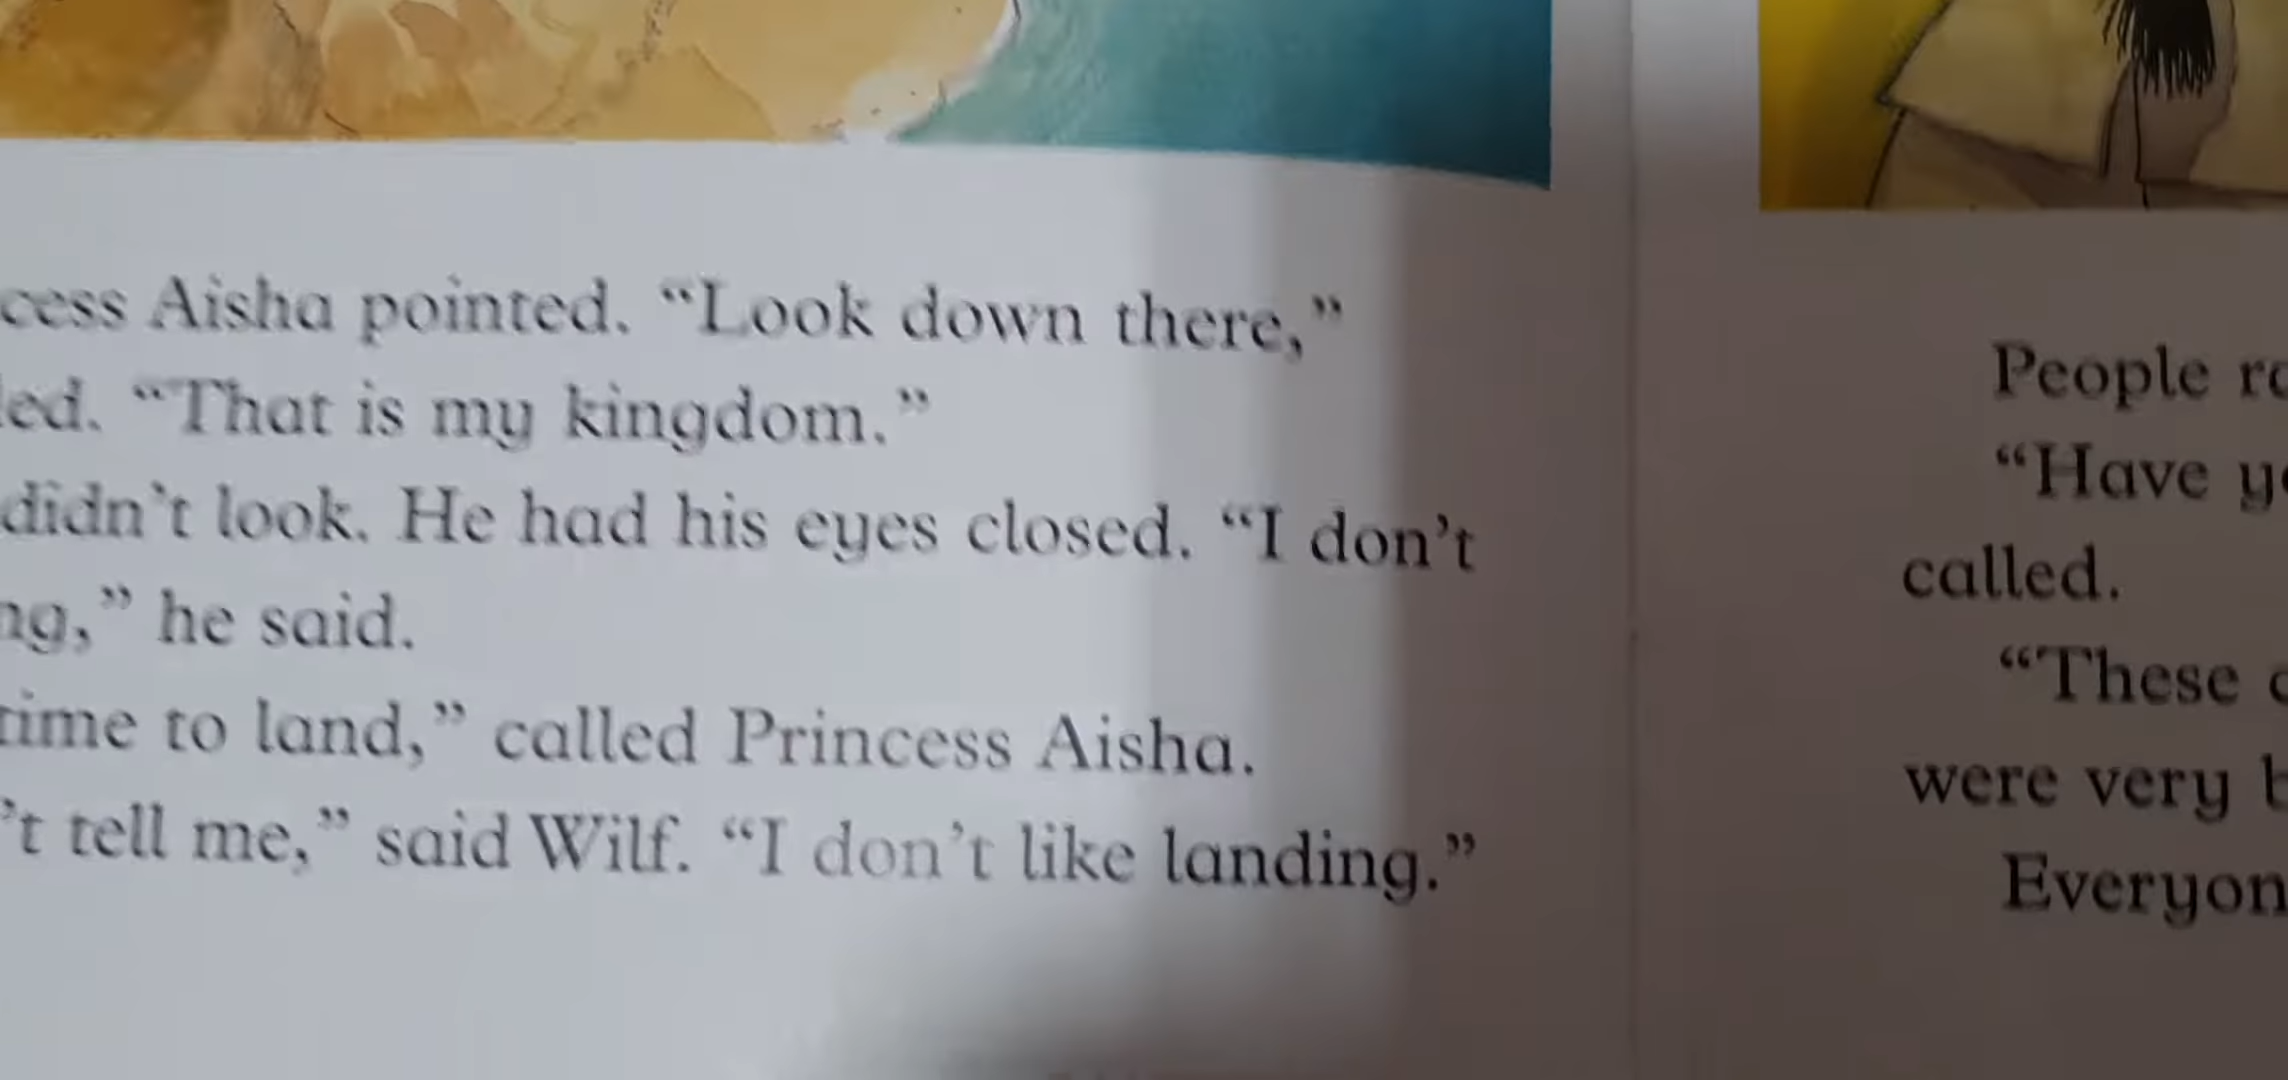 cess Aisha pointed. “Look down there,”
led. “That is my kingdom.”
didn’t look. He had his eyes closed. “I don’t
ng,” he said.
time to land,” called Princess Aisha.
’t tell me,” said Wilf. “I don’t like landing.”
People
“Have
called.
“These
were very
Everyon